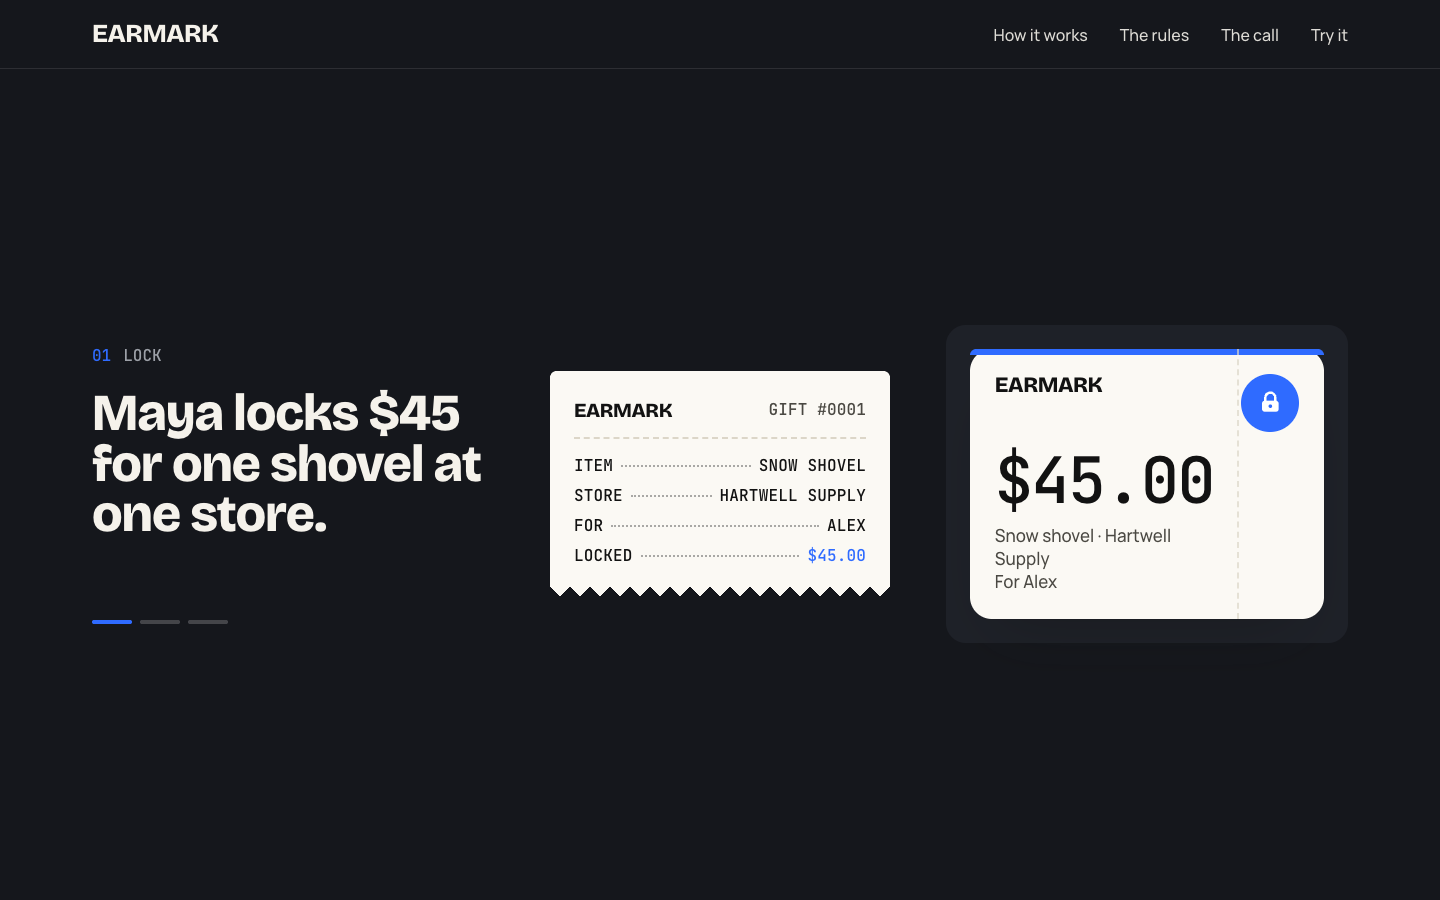 EARMARK
How it works
The rules
The call
Try it
01 LOCK
Maya locks $45
for one shovel at
one store.
EARMARK
GIFT #0001
ITEM SNOW SHOVEL
STORE HARTWELL SUPPLY
FOR ALEX
LOCKED $45.00
EARMARK
$45.00
Snow shovel · Hartwell
Supply
For Alex